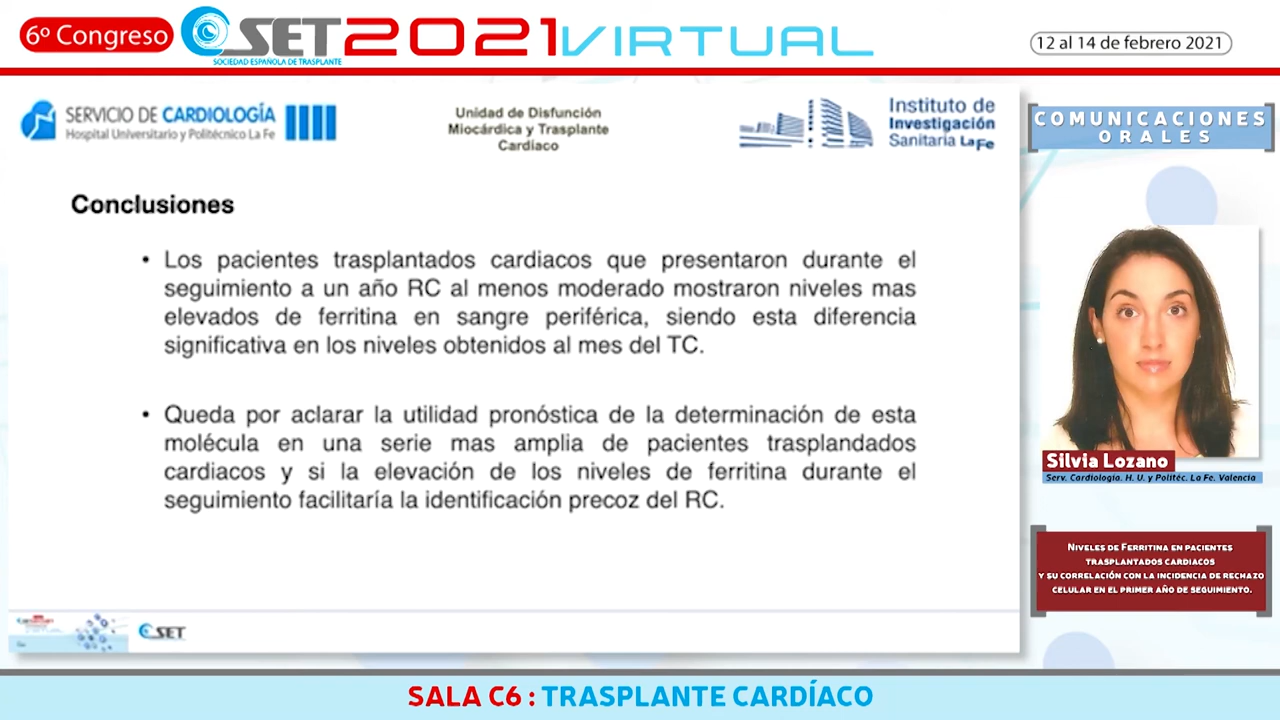 6º Congreso
SET 2021 VIRTUAL
SOCIEDAD ESPAÑOLA DE TRASPLANTE
12 al 14 de febrero 2021
SERVICIO DE CARDIOLOGÍA
Hospital Universitario y Politécnico La Fe
Unidad de Disfunción
Miocárdica y Trasplante
Cardíaco
Instituto de
Investigación
Sanitaria La Fe
COMUNICACIONES
ORALES
Conclusiones
• Los pacientes trasplantados cardiacos que presentaron durante el
seguimiento a un año RC al menos moderado mostraron niveles mas
elevados de ferritina en sangre periférica, siendo esta diferencia
significativa en los niveles obtenidos al mes del TC.
• Queda por aclarar la utilidad pronóstica de la determinación de esta
molécula en una serie mas amplia de pacientes trasplandados
cardiacos y si la elevación de los niveles de ferritina durante el
seguimiento facilitaría la identificación precoz del RC.
Silvia Lozano
Serv. Cardiología. H. U. y Politéc. La Fe. Valencia
Niveles de Ferritina en pacientes
trasplantados cardiacos
y su correlación con la incidencia de rechazo
celular en el primer año de seguimiento.
SET
SALA C6 : TRASPLANTE CARDÍACO